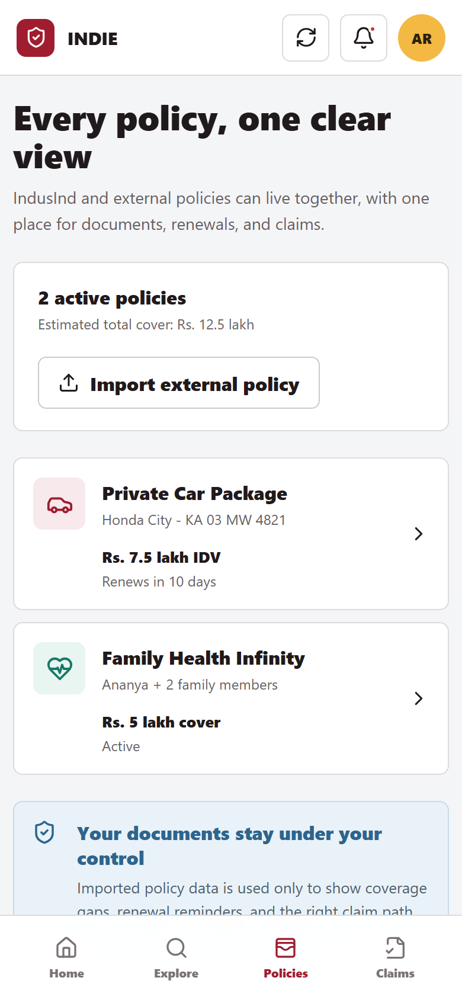 INDIE
AR
Every policy, one clear
view
IndusInd and external policies can live together, with one
place for documents, renewals, and claims.
2 active policies
Estimated total cover: Rs. 12.5 lakh
Import external policy
Private Car Package
Honda City - KA 03 MW 4821
Rs. 7.5 lakh IDV
Renews in 10 days
Family Health Infinity
Ananya + 2 family members
Rs. 5 lakh cover
Active
Your documents stay under your
control
Imported policy data is used only to show coverage
gaps, renewal reminders, and the right claim path
Home
Explore
Policies
Claims